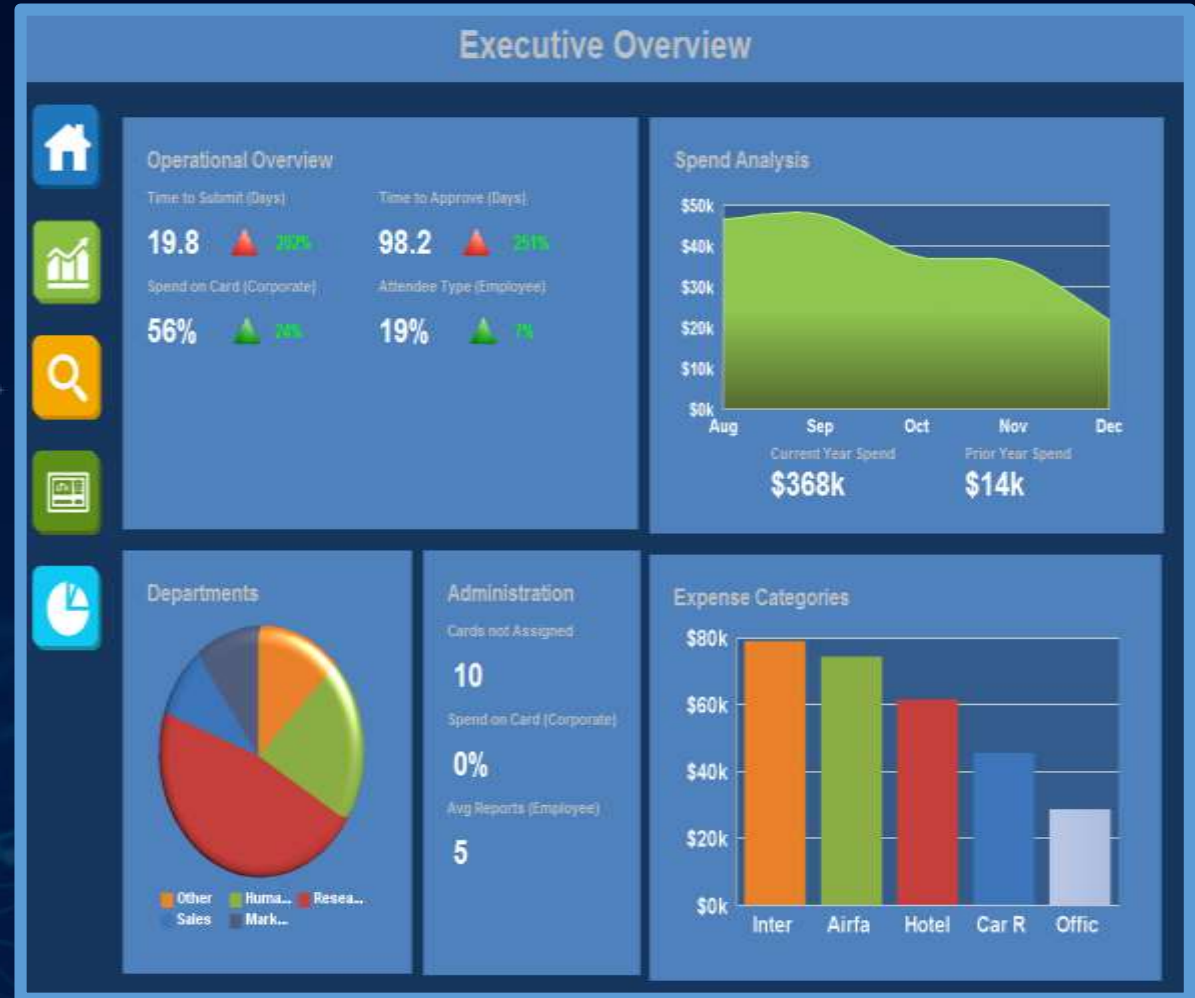 Executive Overview
Operational Overview
Time to Submit (Days)
Time to Approve (Days)
19.8
98.2
251%
Spend on Card (Corporate)
Attendee Type (Employee)
56%
24%
19%
7%
Spend Analysis
$50k
$40k
$30k
$20k
$10k
$0k
Aug Sep Oct Nov Dec
Current Year Spend
Prior Year Spend
$368k
$14k
Departments
Other Huma... Resea...
Sales Mark...
Administration
Cards not Assigned
10
Spend on Card (Corporate)
0%
Avg Reports (Employee)
5
Expense Categories
$80k
$60k
$40k
$20k
$0k
Inter Airfa Hotel Car R Offic